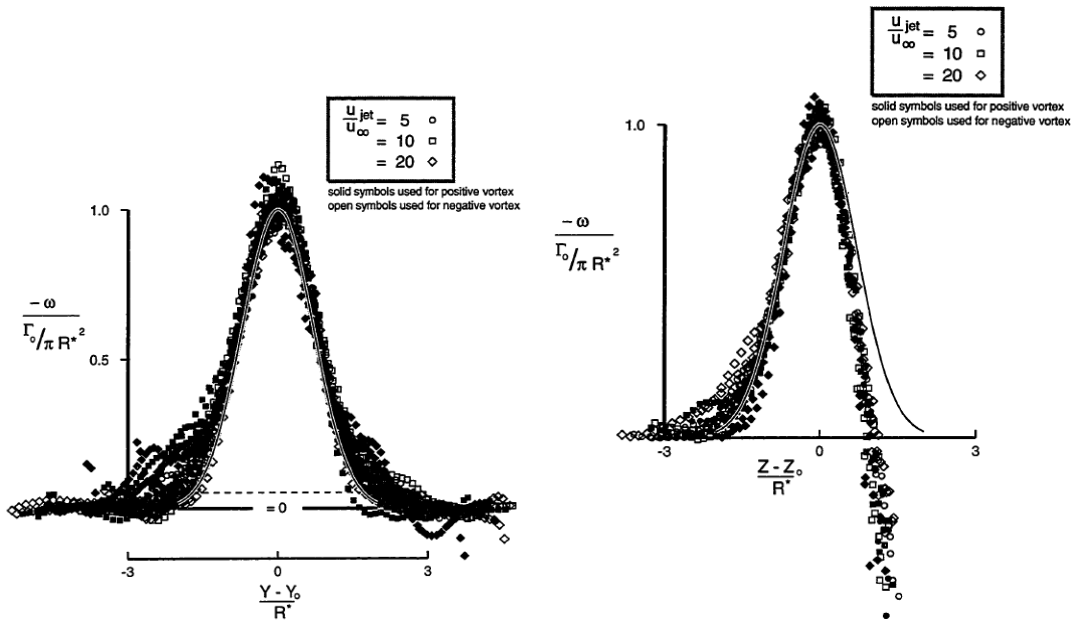 u jet
u∞ = 5 ○
= 10 □
= 20 ◇
solid symbols used for positive vortex
open symbols used for negative vortex
1.0
0.5
-ω
Γo/π R*2
= 0
-3
0
3
Y - Yo
R*
u jet
u∞ = 5 ○
= 10 □
= 20 ◇
solid symbols used for positive vortex
open symbols used for negative vortex
1.0
-ω
Γo/π R*2
-3
0
3
Z - Zo
R*